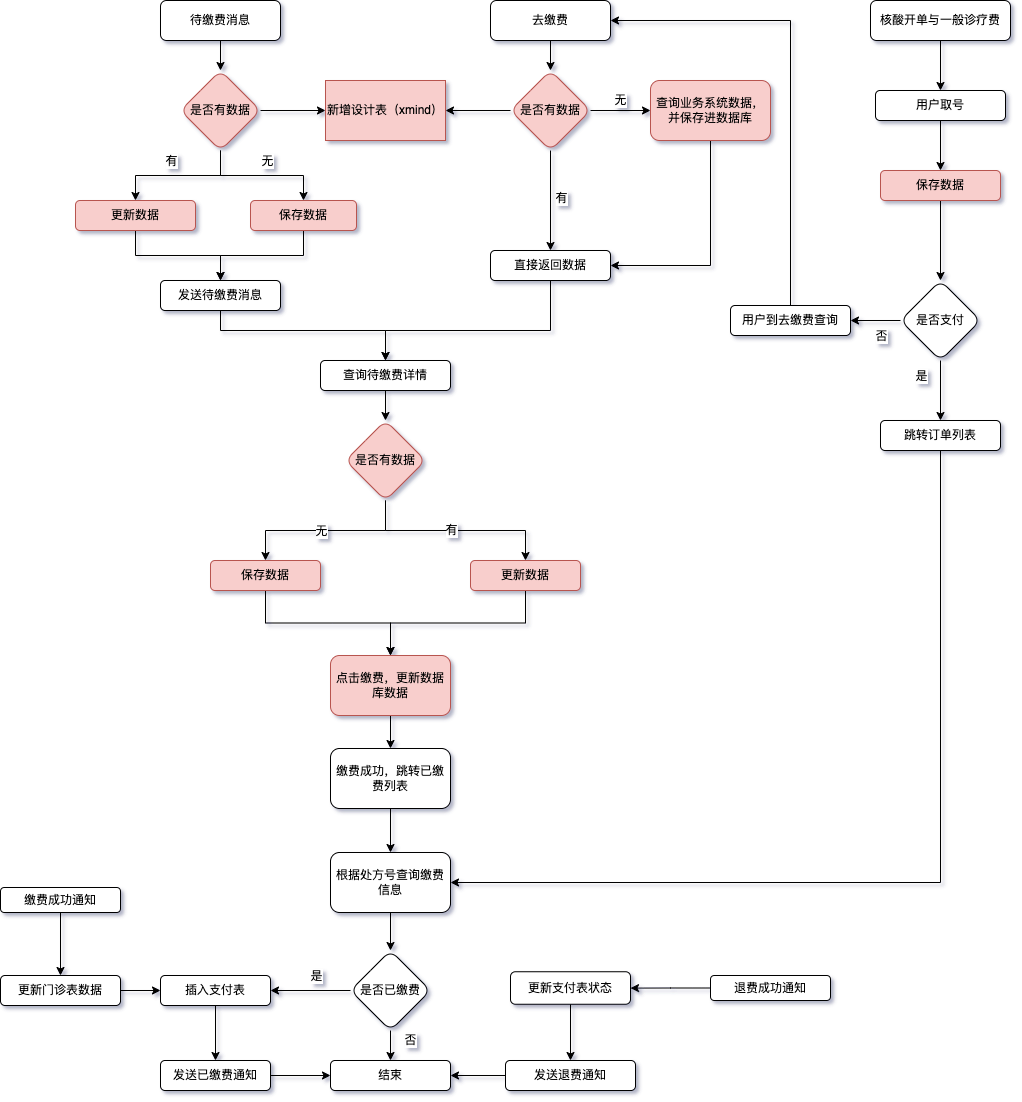 待缴费消息
去缴费
核酸开单与一般诊疗费
是否有数据
新增设计表（xmind）
是否有数据
无
查询业务系统数据，
并保存进数据库
用户取号
有
无
有
保存数据
更新数据
保存数据
直接返回数据
发送待缴费消息
用户到去缴费查询
是否支付
否
是
查询待缴费详情
跳转订单列表
是否有数据
无
有
保存数据
更新数据
点击缴费，更新数据
库数据
缴费成功，跳转已缴
费列表
根据处方号查询缴费
信息
缴费成功通知
更新门诊表数据
插入支付表
是
是否已缴费
更新支付表状态
退费成功通知
否
发送已缴费通知
结束
发送退费通知